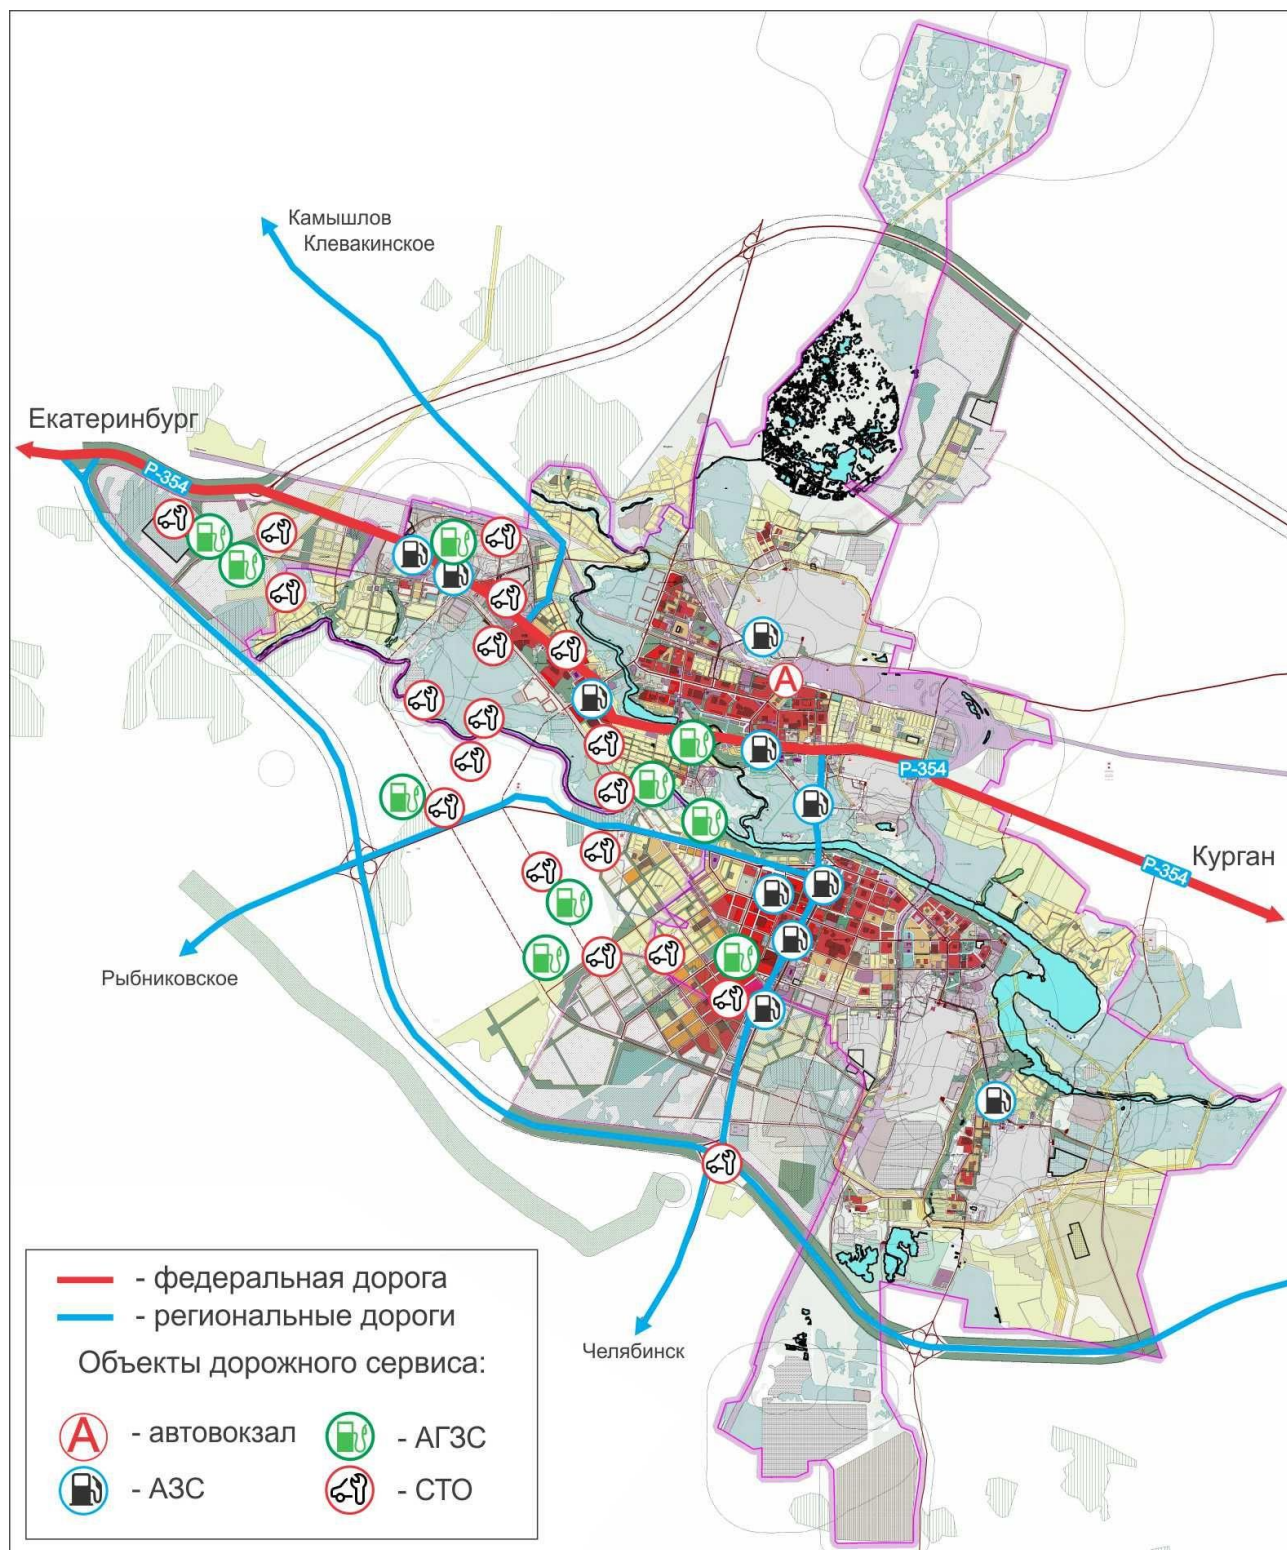 Камышлов
Клевакинское
Екатеринбург
Р-354
А
Р-354
Р-354
Курган
Рыбниковское
Челябинск
- федеральная дорога
- региональные дороги
Объекты дорожного сервиса:
А - автовокзал
- АГЗС
- АЗС
- СТО